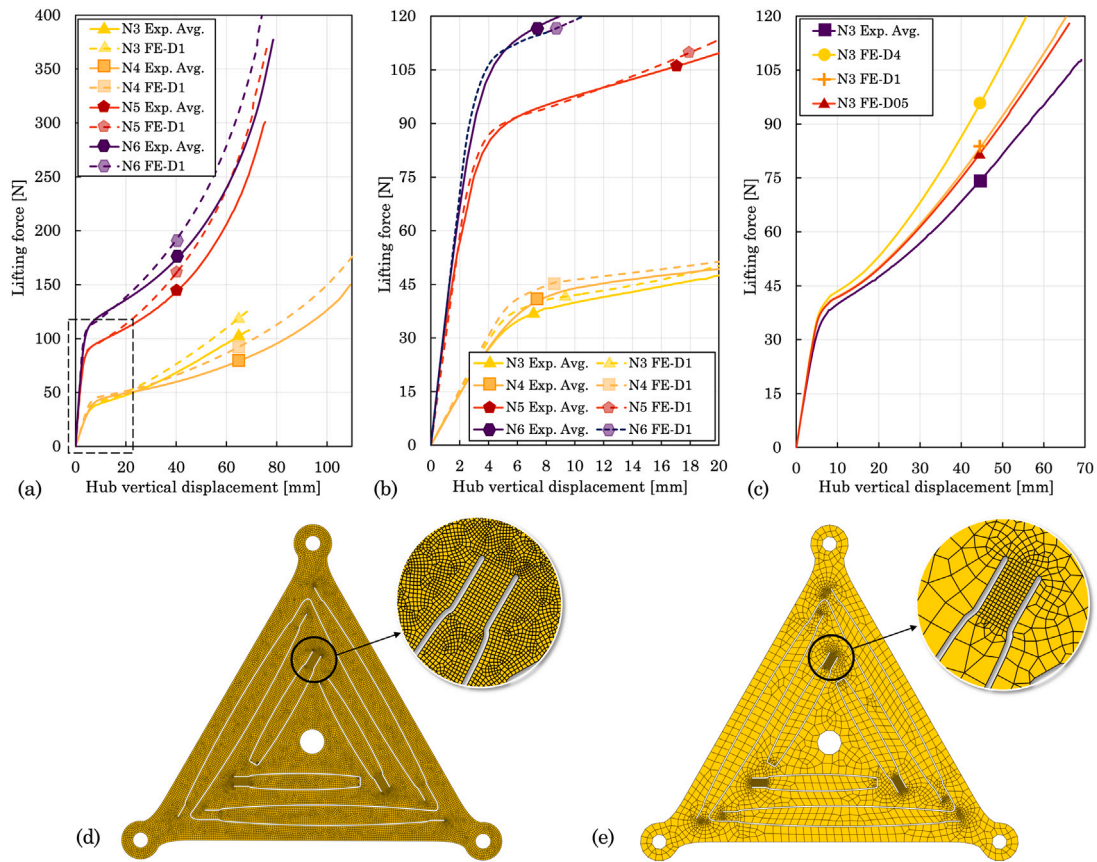 400
350
300
250
200
150
100
50
0
Lifting force [N]
N3 Exp. Avg.
N3 FE-D1
N4 Exp. Avg.
N4 FE-D1
N5 Exp. Avg.
N5 FE-D1
N6 Exp. Avg.
N6 FE-D1
0 20 40 60 80 100
(a) Hub vertical displacement [mm]
120
105
90
75
60
45
30
15
0
Lifting force [N]
N3 Exp. Avg. N3 FE-D1
N4 Exp. Avg. N4 FE-D1
N5 Exp. Avg. N5 FE-D1
N6 Exp. Avg. N6 FE-D1
0 2 4 6 8 10 12 14 16 18 20
(b) Hub vertical displacement [mm]
120
105
90
75
60
45
30
15
0
Lifting force [N]
N3 Exp. Avg.
N3 FE-D4
N3 FE-D1
N3 FE-D05
0 10 20 30 40 50 60 70
(c) Hub vertical displacement [mm]
(d)
(e)